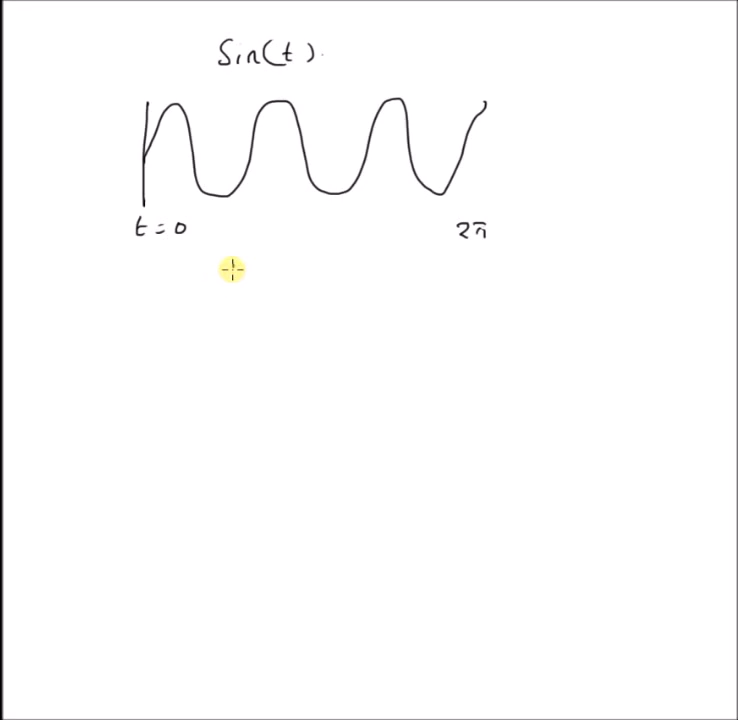 Sin(t).
t = 0
2π